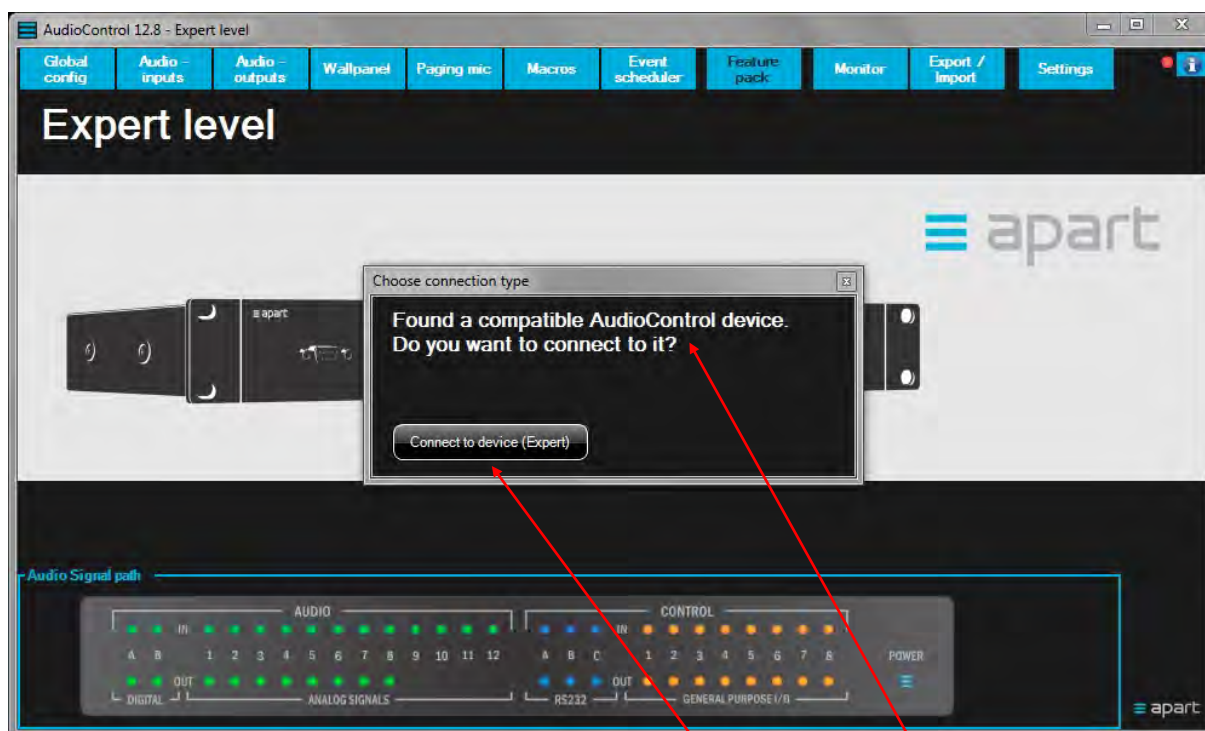 AudioControl 12.8 - Expert level
Global config
Audio – inputs
Audio – outputs
Wallpanel
Paging mic
Macros
Event scheduler
Feature pack
Monitor
Export / Import
Settings
i
Expert level
apart
apart
Choose connection type
Found a compatible AudioControl device.
Do you want to connect to it?
Connect to device (Expert)
Audio Signal path
AUDIO CONTROL
IN IN
A B 1 2 3 4 5 6 7 8 9 10 11 12 A B C 1 2 3 4 5 6 7 8 POWER
OUT OUT
DIGITAL ANALOG SIGNALS RS232 GENERAL PURPOSE I/O
apart